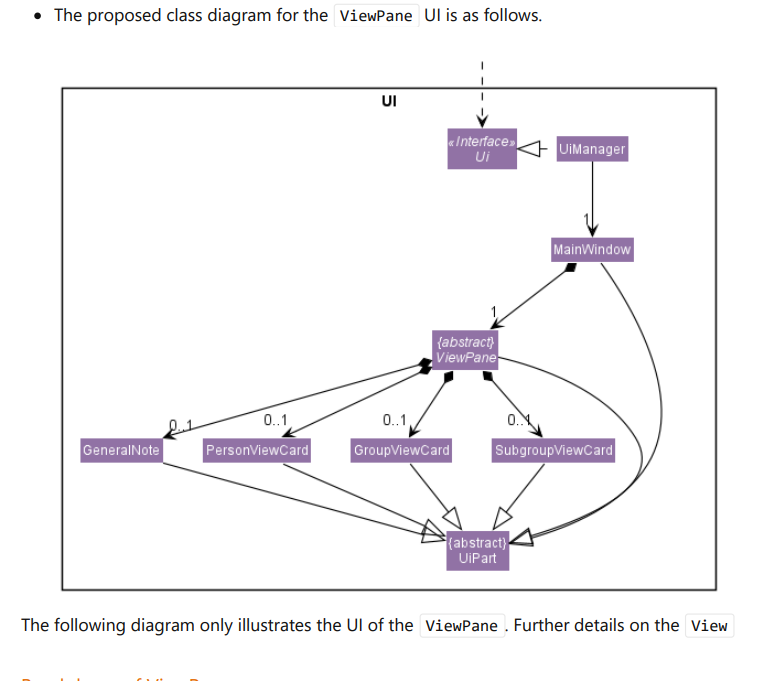 The proposed class diagram for the ViewPane UI is as follows.
UI
«Interface»
Ui
UiManager
1
MainWindow
1
{abstract}
ViewPane
0..1
0..1
0..1
0..1
GeneralNote
PersonViewCard
GroupViewCard
SubgroupViewCard
{abstract}
UiPart
The following diagram only illustrates the UI of the ViewPane . Further details on the View